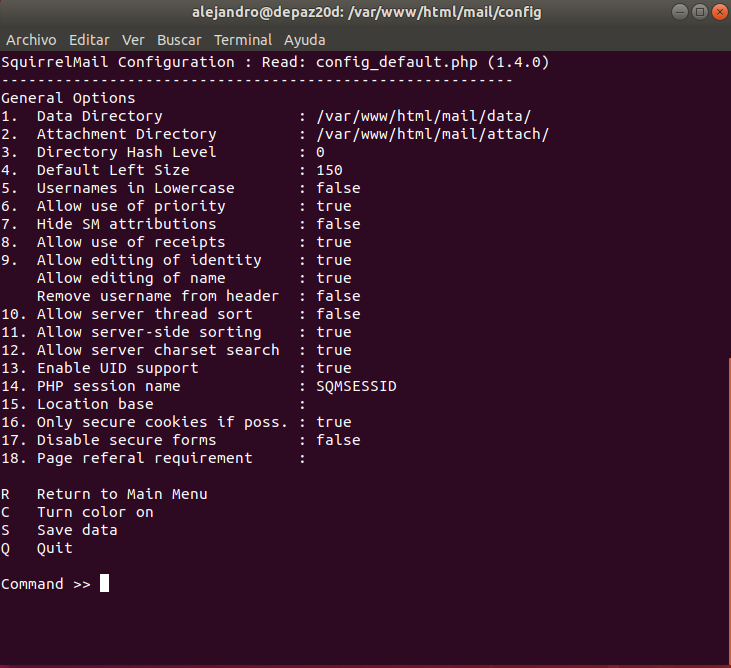 alejandro@depaz20d: /var/www/html/mail/config
Archivo Editar Ver Buscar Terminal Ayuda
SquirrelMail Configuration : Read: config_default.php (1.4.0)
---------------------------------------------------------
General Options
1.  Data Directory               : /var/www/html/mail/data/
2.  Attachment Directory         : /var/www/html/mail/attach/
3.  Directory Hash Level         : 0
4.  Default Left Size            : 150
5.  Usernames in Lowercase       : false
6.  Allow use of priority        : true
7.  Hide SM attributions         : false
8.  Allow use of receipts        : true
9.  Allow editing of identity    : true
    Allow editing of name        : true
    Remove username from header  : false
10. Allow server thread sort     : false
11. Allow server-side sorting    : true
12. Allow server charset search  : true
13. Enable UID support           : true
14. PHP session name             : SQMSESSID
15. Location base                :
16. Only secure cookies if poss. : true
17. Disable secure forms         : false
18. Page referal requirement     :
R   Return to Main Menu
C   Turn color on
S   Save data
Q   Quit
Command >>